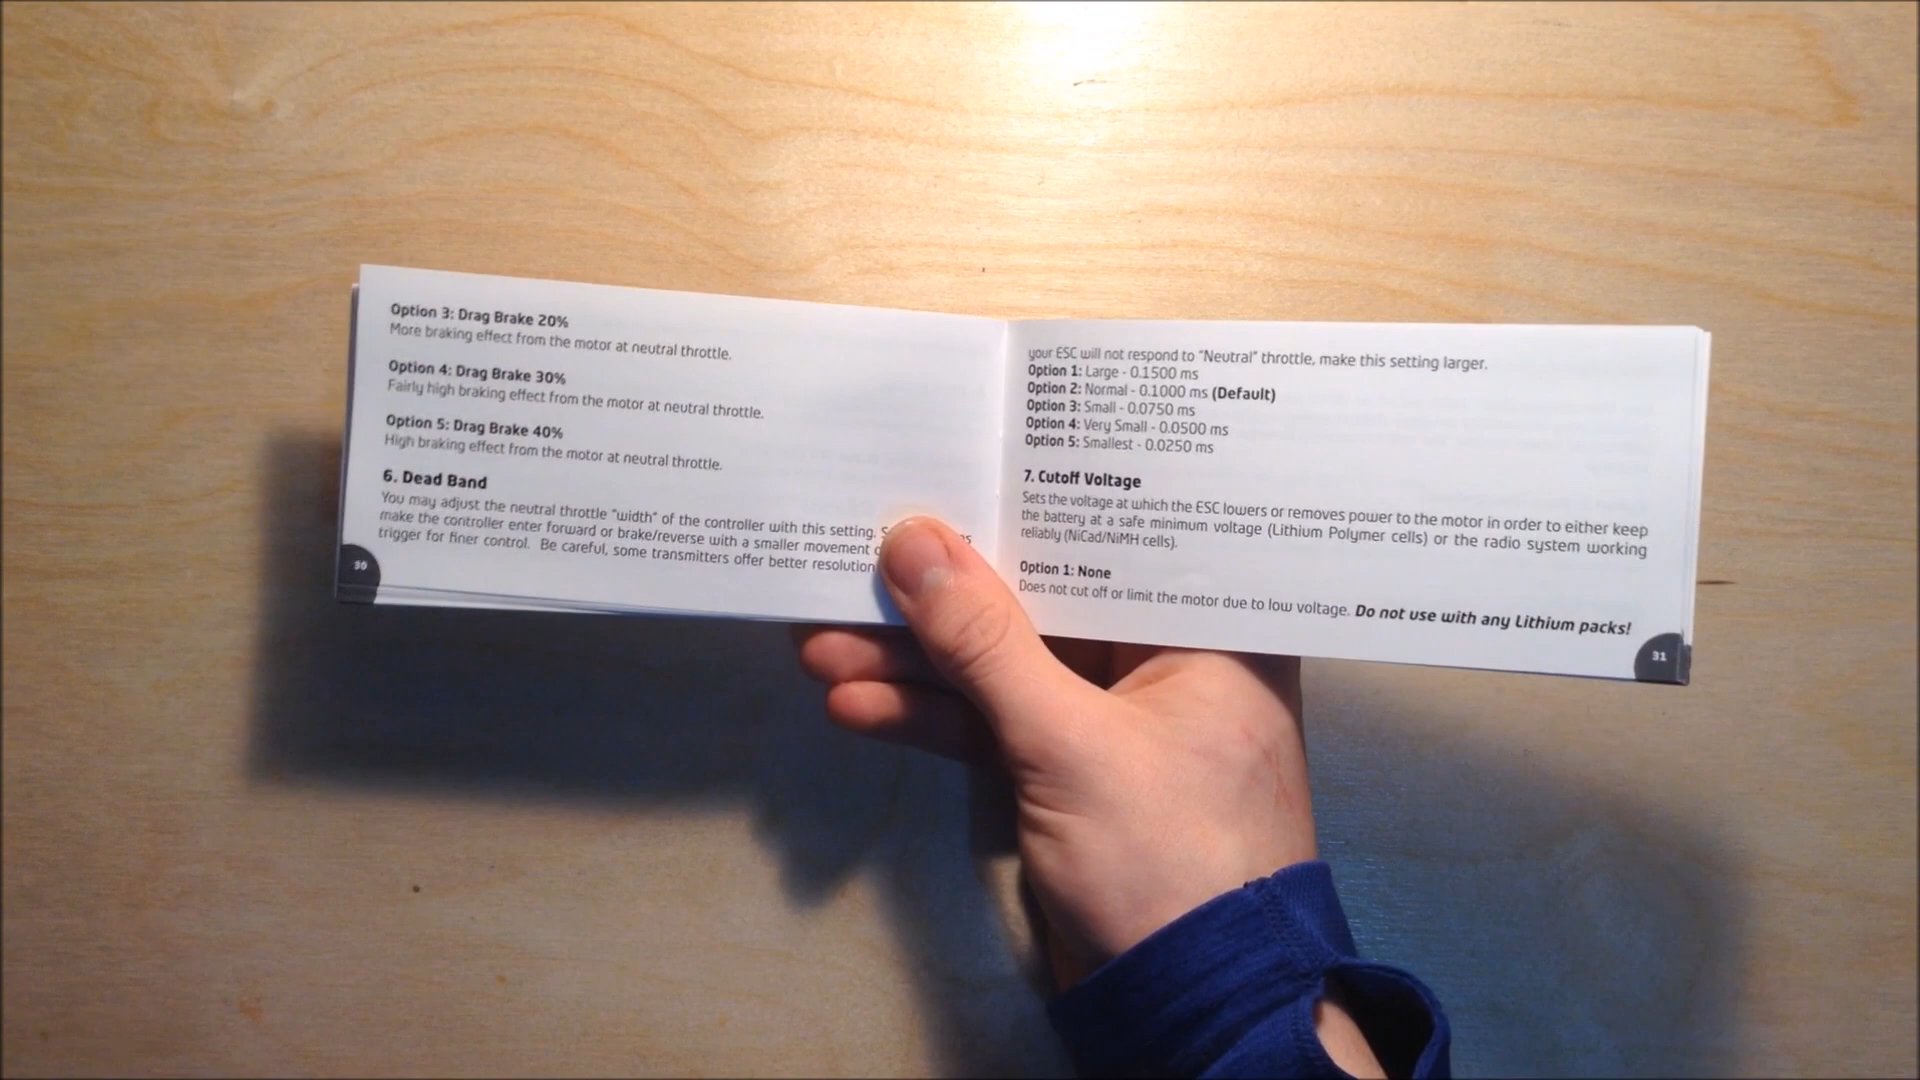 Option 3: Drag Brake 20%
More braking effect from the motor at neutral throttle.
Option 4: Drag Brake 30%
Fairly high braking effect from the motor at neutral throttle.
Option 5: Drag Brake 40%
High braking effect from the motor at neutral throttle.
6. Dead Band
You may adjust the neutral throttle "width" of the controller with this setting.
make the controller enter forward or brake/reverse with a smaller movement
trigger for finer control. Be careful, some transmitters offer better resolution
30
your ESC will not respond to "Neutral" throttle, make this setting larger.
Option 1: Large - 0.1500 ms
Option 2: Normal - 0.1000 ms (Default)
Option 3: Small - 0.0750 ms
Option 4: Very Small - 0.0500 ms
Option 5: Smallest - 0.0250 ms
7. Cutoff Voltage
Sets the voltage at which the ESC lowers or removes power to the motor in order to either keep
the battery at a safe minimum voltage (Lithium Polymer cells) or the radio system working
reliably (NiCad/NiMH cells).
Option 1: None
Does not cut off or limit the motor due to low voltage. Do not use with any Lithium packs!
31